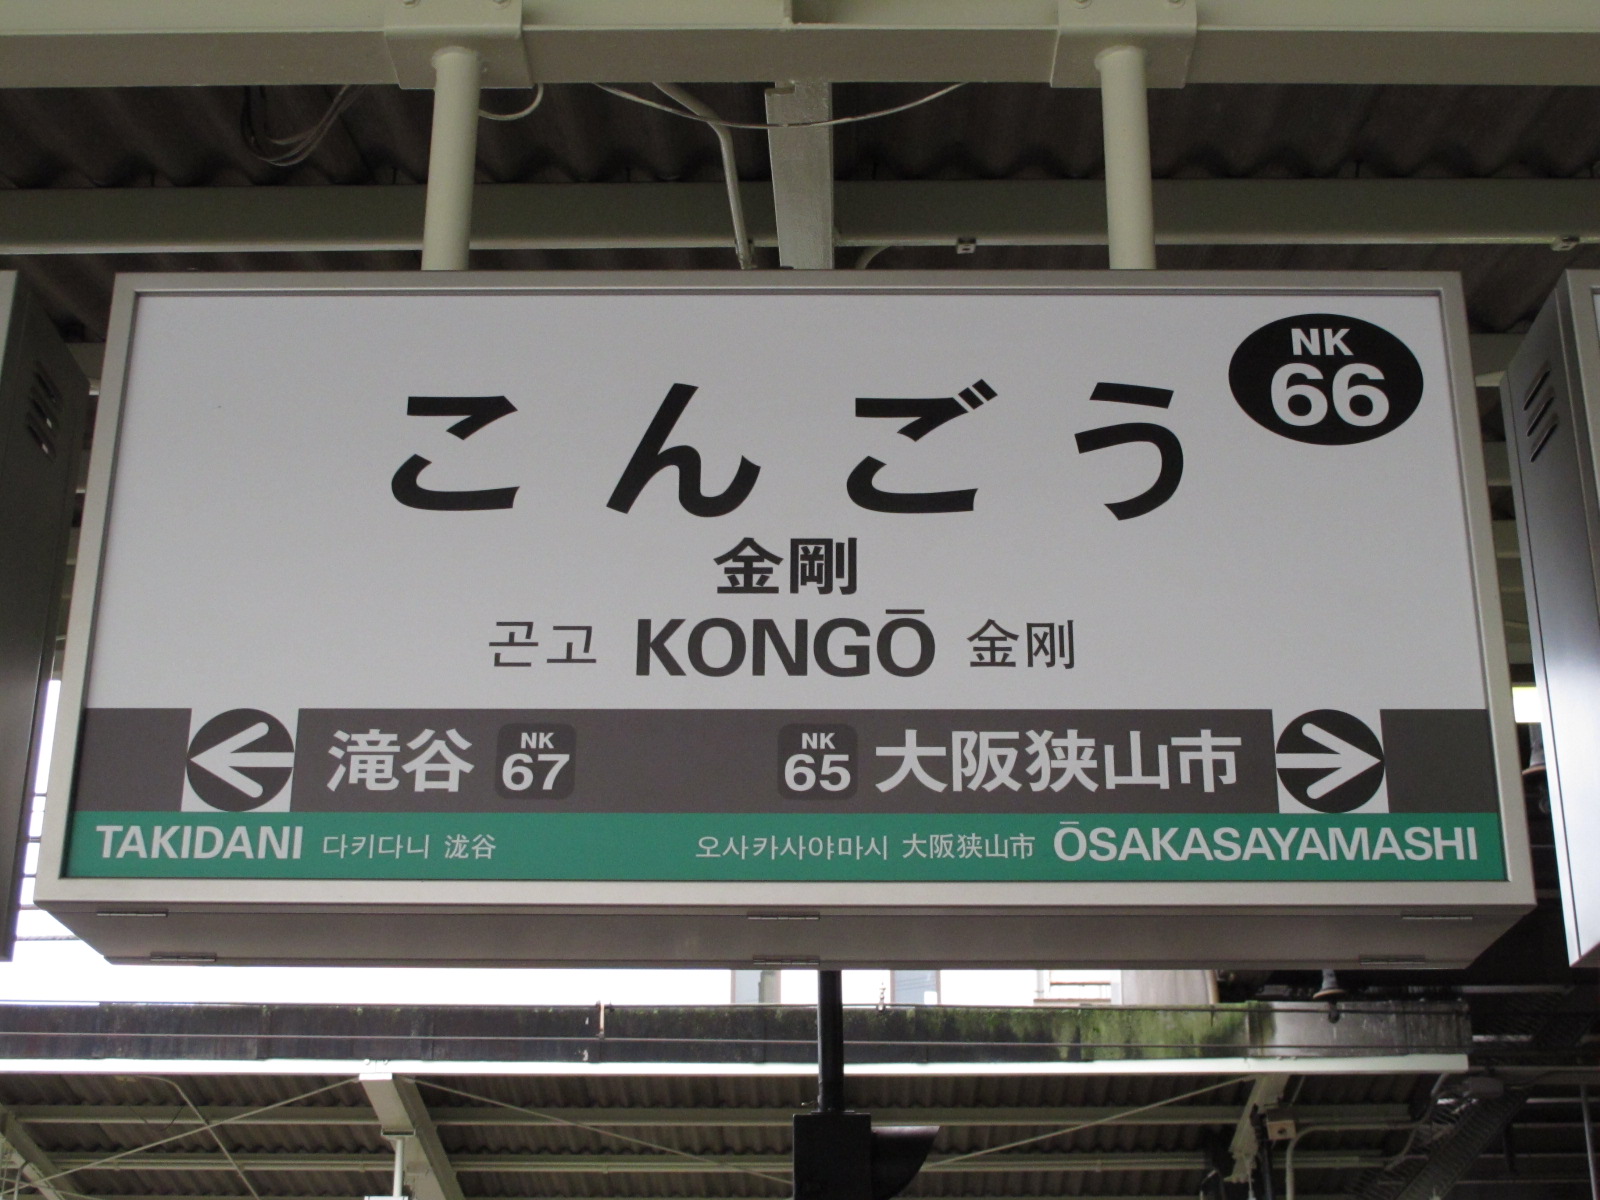 NK
66
こんごう
金剛
곤고 KONGŌ 金刚
滝谷 NK 67 NK 65 大阪狭山市
TAKIDANI 다키다니 泷谷 오사카사야마시 大阪狭山市 ŌSAKASAYAMASHI